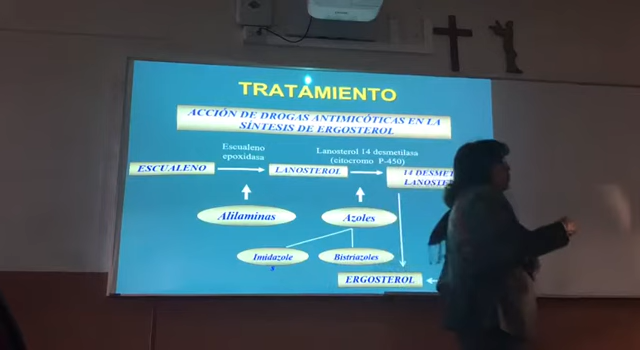 TRATAMIENTO
ACCIÓN DE DROGAS ANTIMICÓTICAS EN LA
SÍNTESIS DE ERGOSTEROL
Escualeno
epoxidasa
Lanosterol 14 desmetilasa
(citocromo P-450)
ESCUALENO
LANOSTEROL
14 DESMET
LANOSTE
Alilaminas
Azoles
Imidazole
s
Bistriazoles
ERGOSTEROL